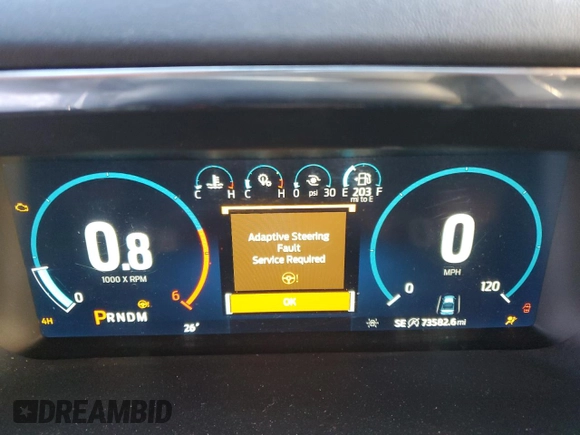 C H C H 0 psi 30 E 203 F
mi to E
Adaptive Steering
Fault
Service Required
OK
0.8
1000 X RPM
0 6
0
MPH
0 120
4H PRNDM 26°
SE 73582.6 mi
DREAMBID